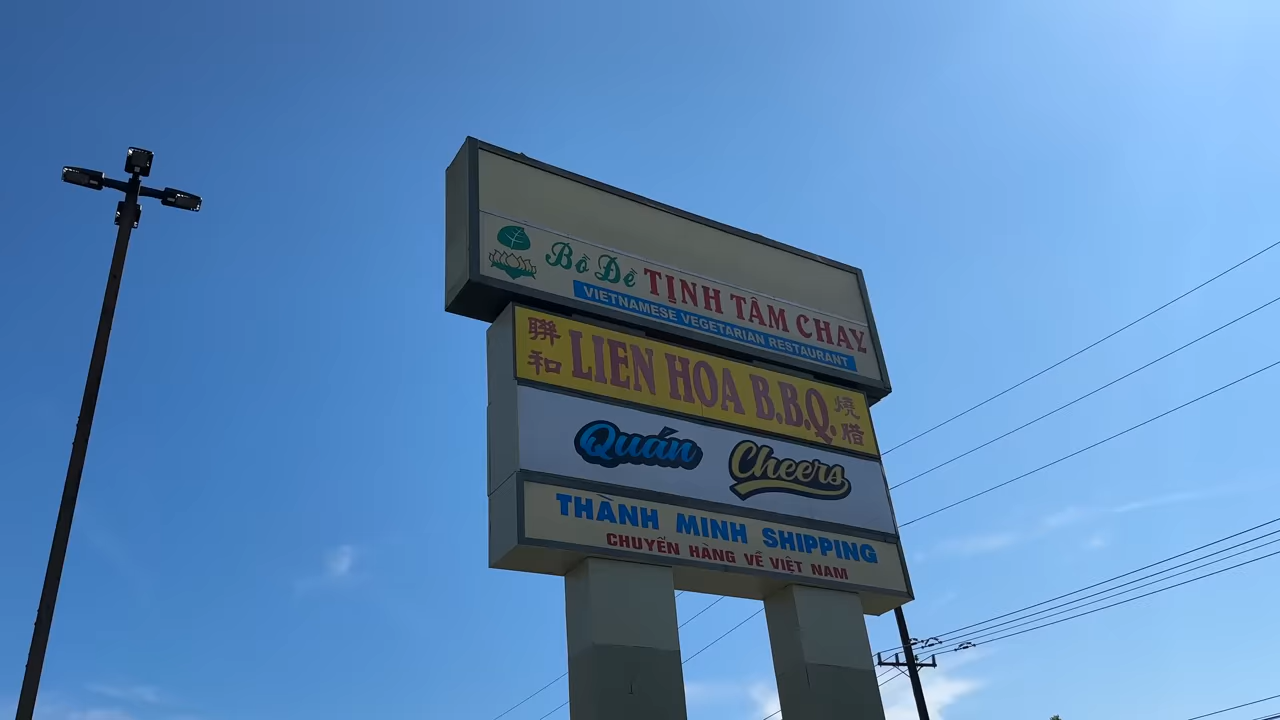 Bồ Đề TỊNH TÂM CHAY
VIETNAMESE VEGETARIAN RESTAURANT
聯和 LIEN HOA B.B.Q. 燒腊
Quán Cheers
THÀNH MINH SHIPPING
CHUYỂN HÀNG VỀ VIỆT NAM